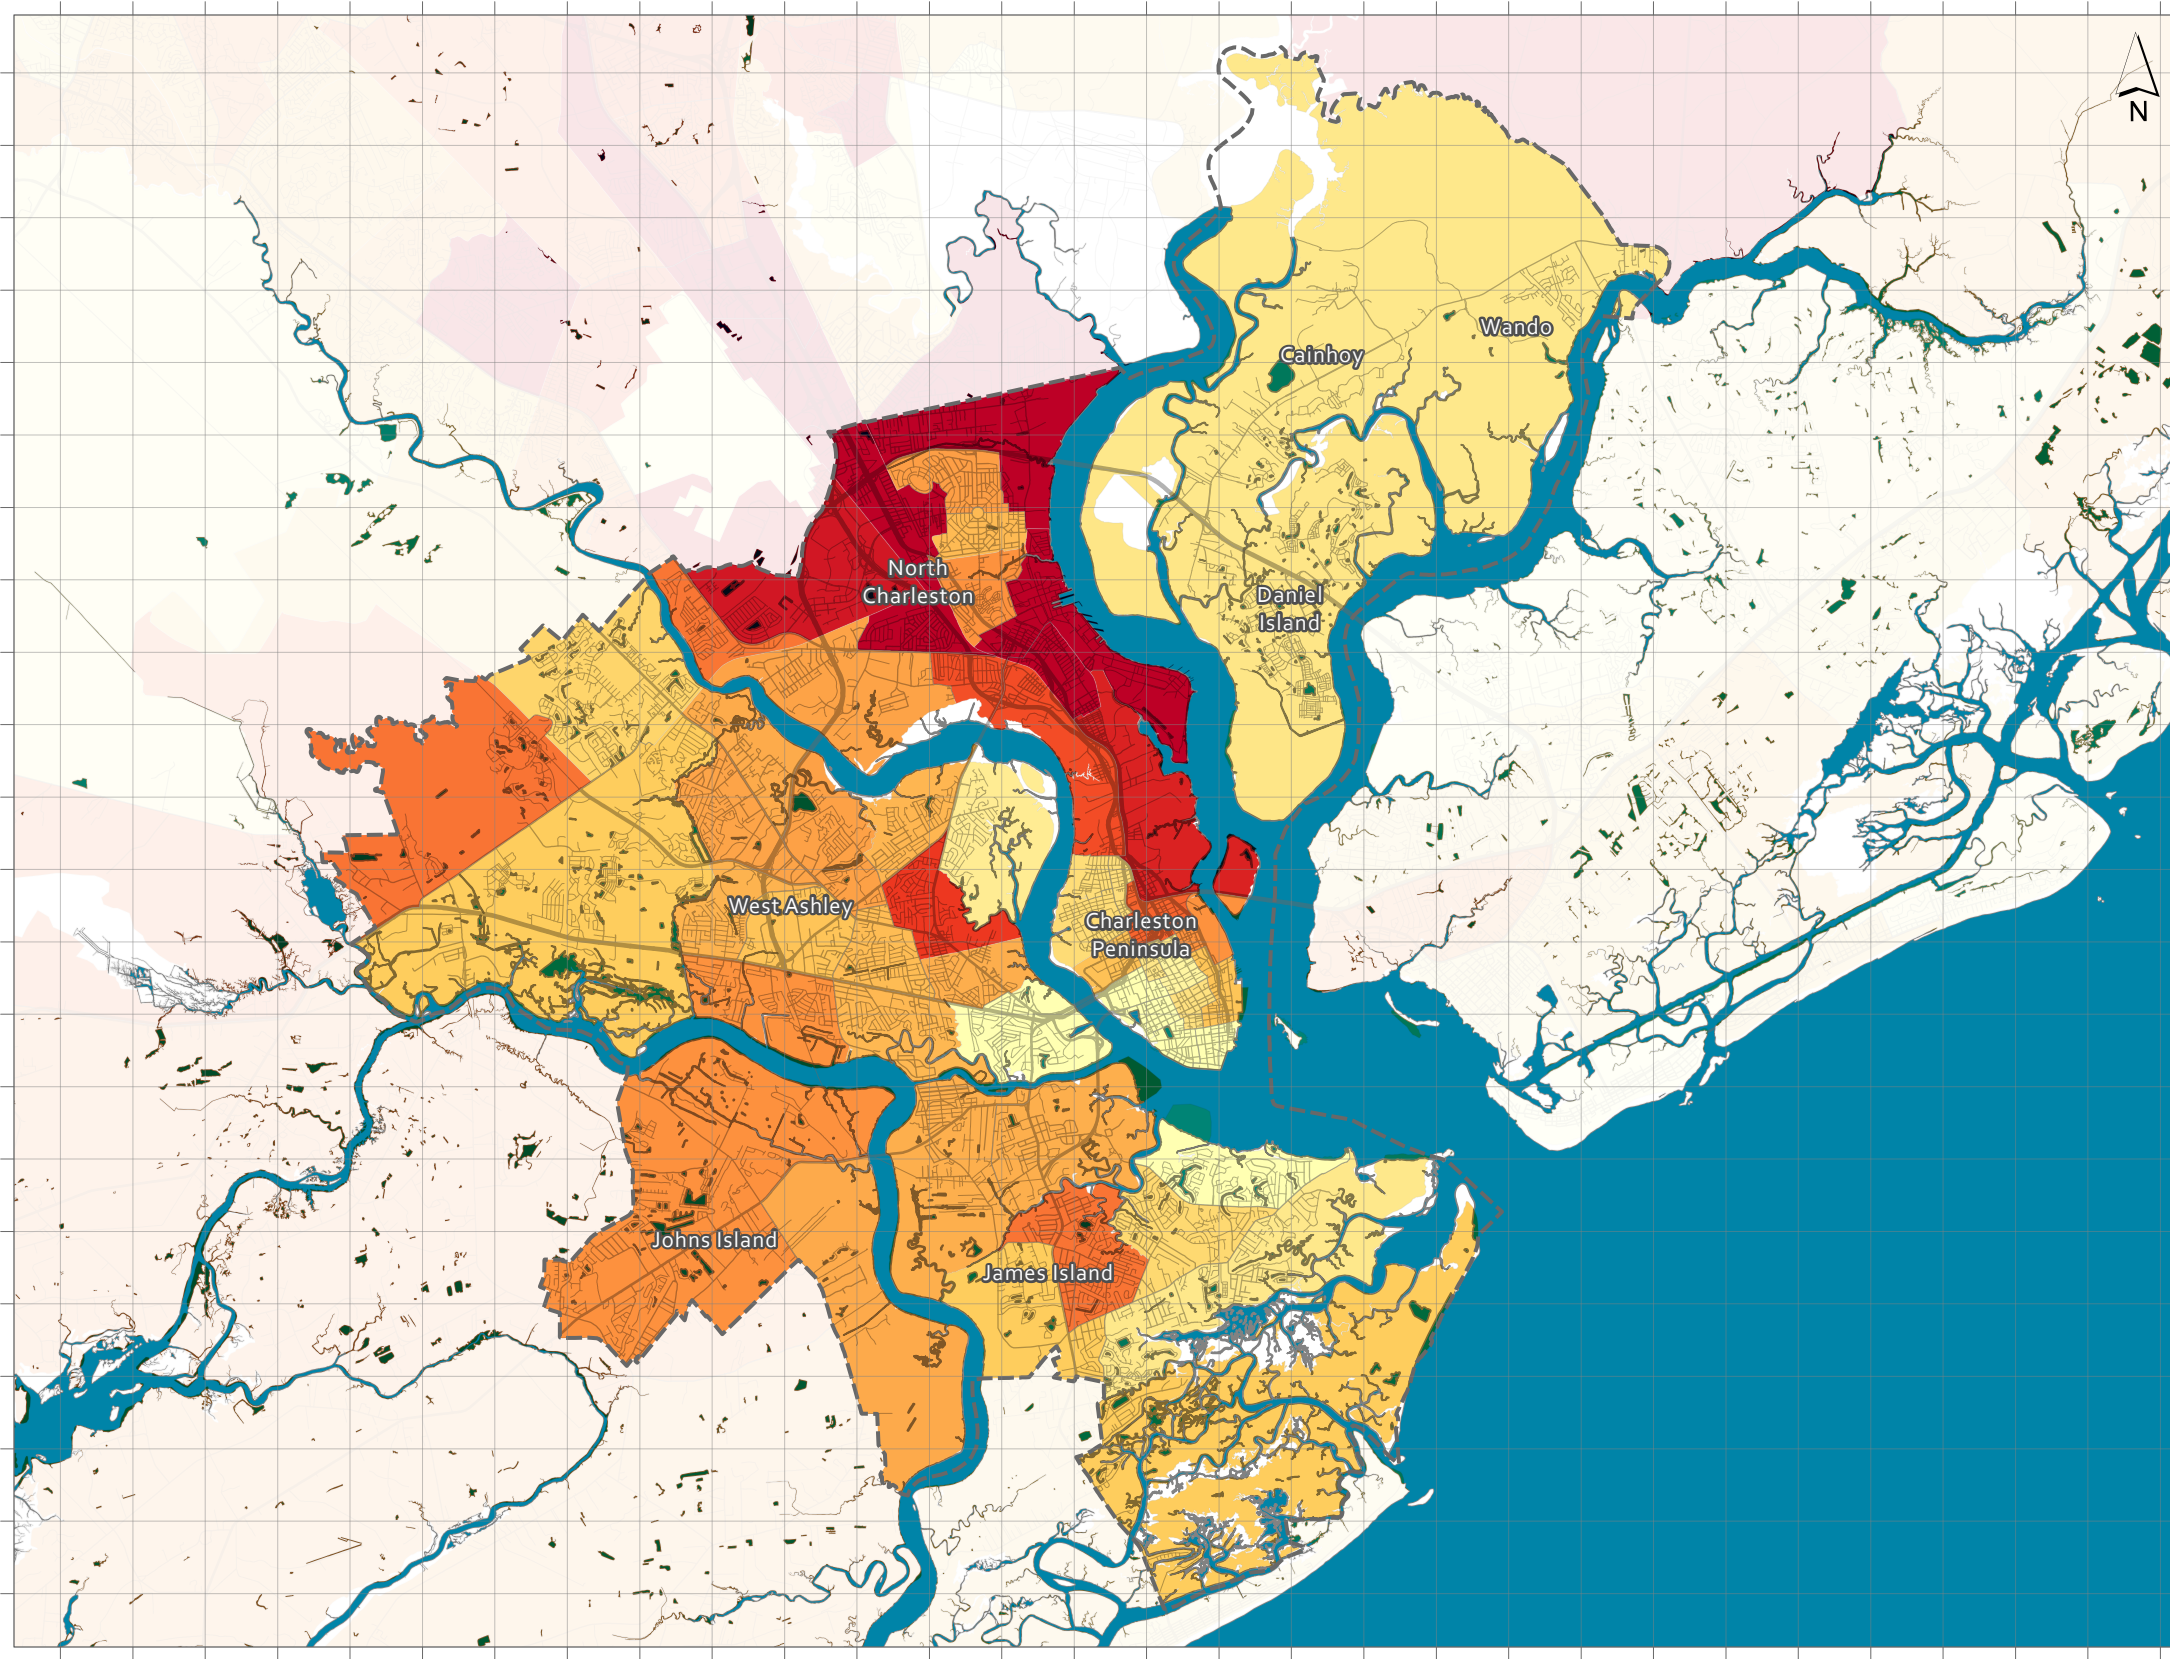 N
Wando
Cainhoy
North
Charleston
Daniel
Island
West Ashley
Charleston
Peninsula
Johns Island
James Island